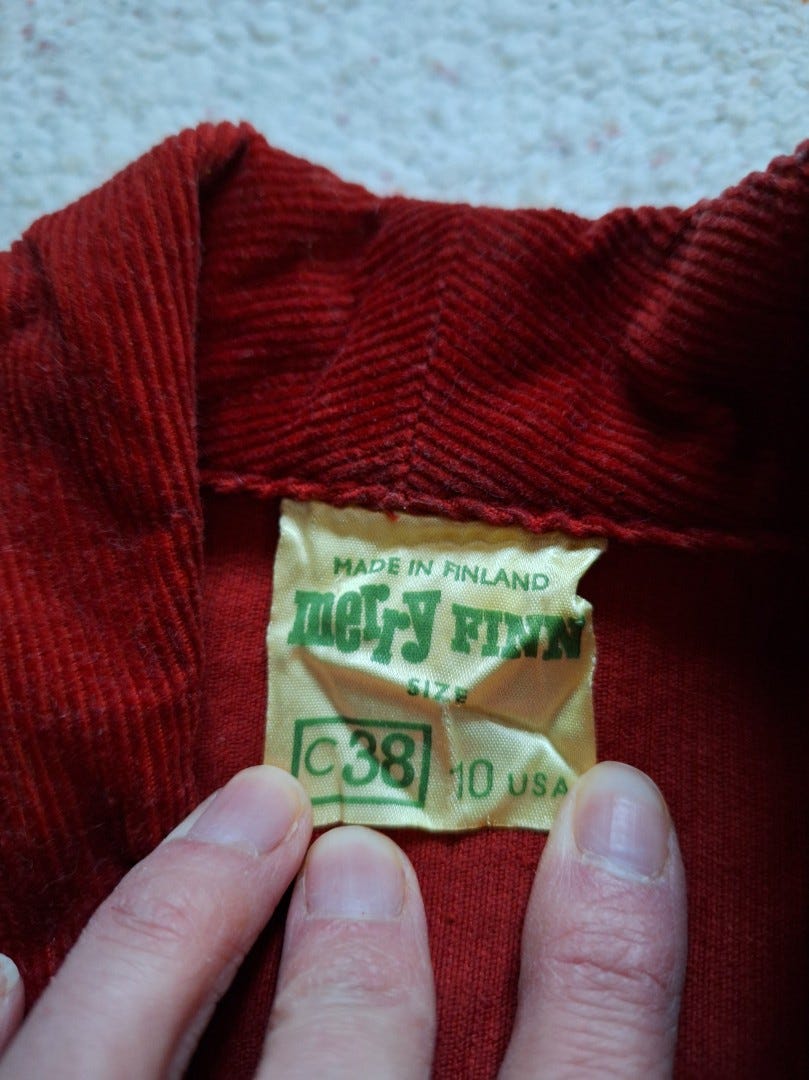 MADE IN FINLAND
merry FINN
SIZE
C38 10 USA